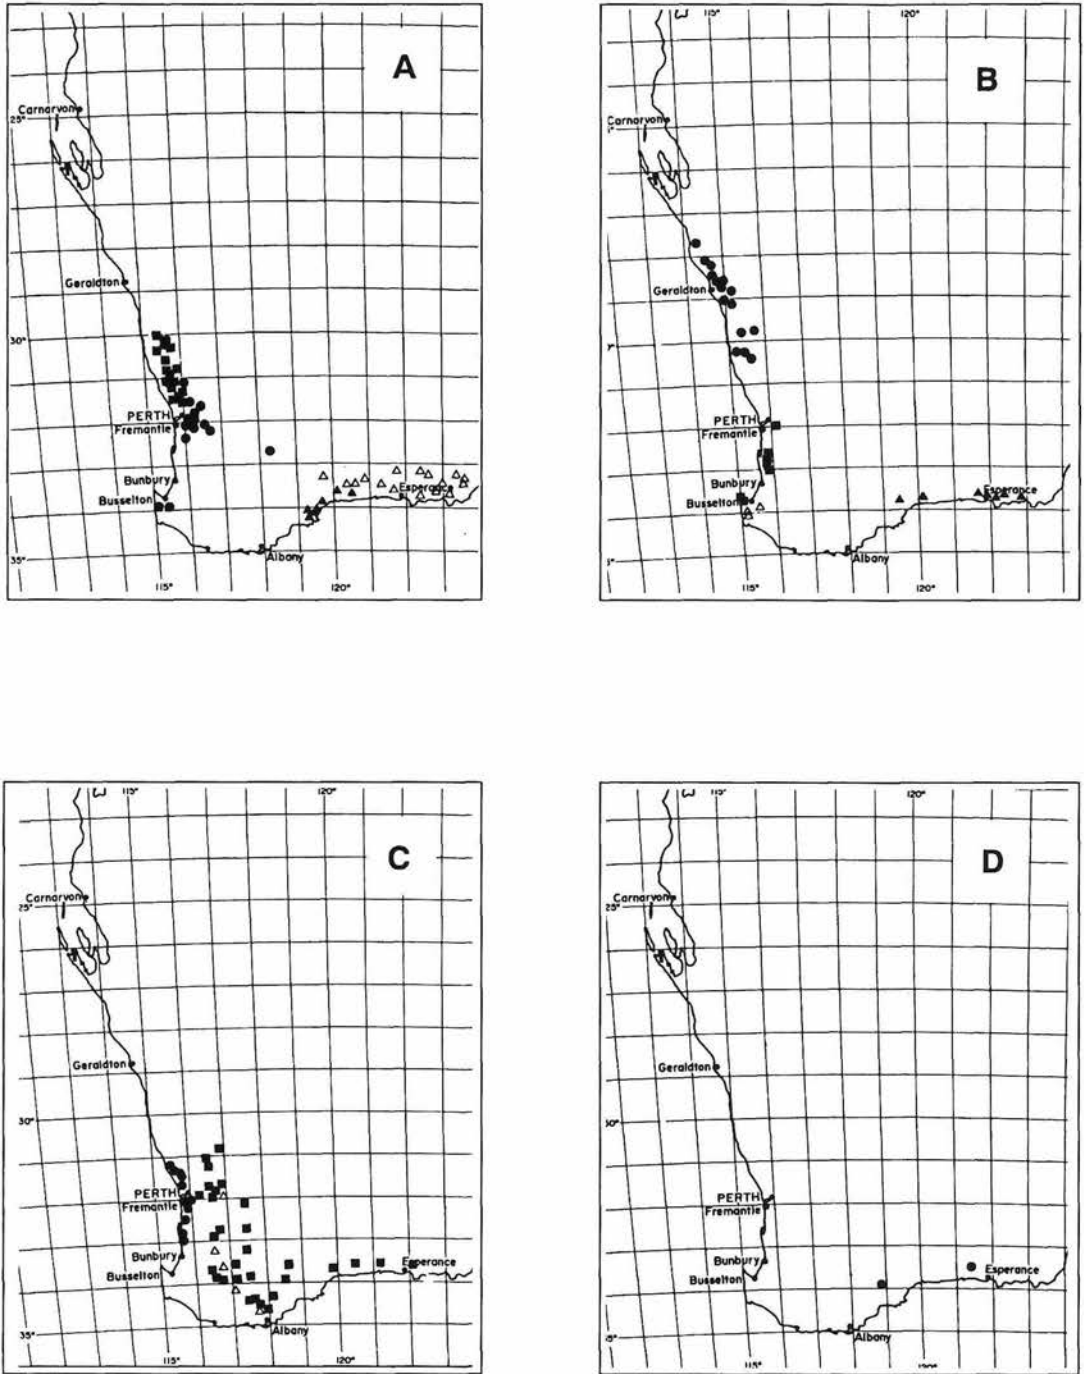 A
Carnarvon
25°
Geraldton
30°
PERTH
Fremantle
Bunbury
Busselton
Esperance
Albany
35°
115°
120°
115°
120°
B
Carnarvon
Geraldton
PERTH
Fremantle
Bunbury
Busselton
Esperance
Albany
115°
120°
115°
120°
C
Carnarvon
25°
Geraldton
30°
PERTH
Fremantle
Bunbury
Busselton
Esperance
Albany
35°
115°
120°
115°
120°
D
Carnarvon
Geraldton
PERTH
Fremantle
Bunbury
Busselton
Esperance
Albany
115°